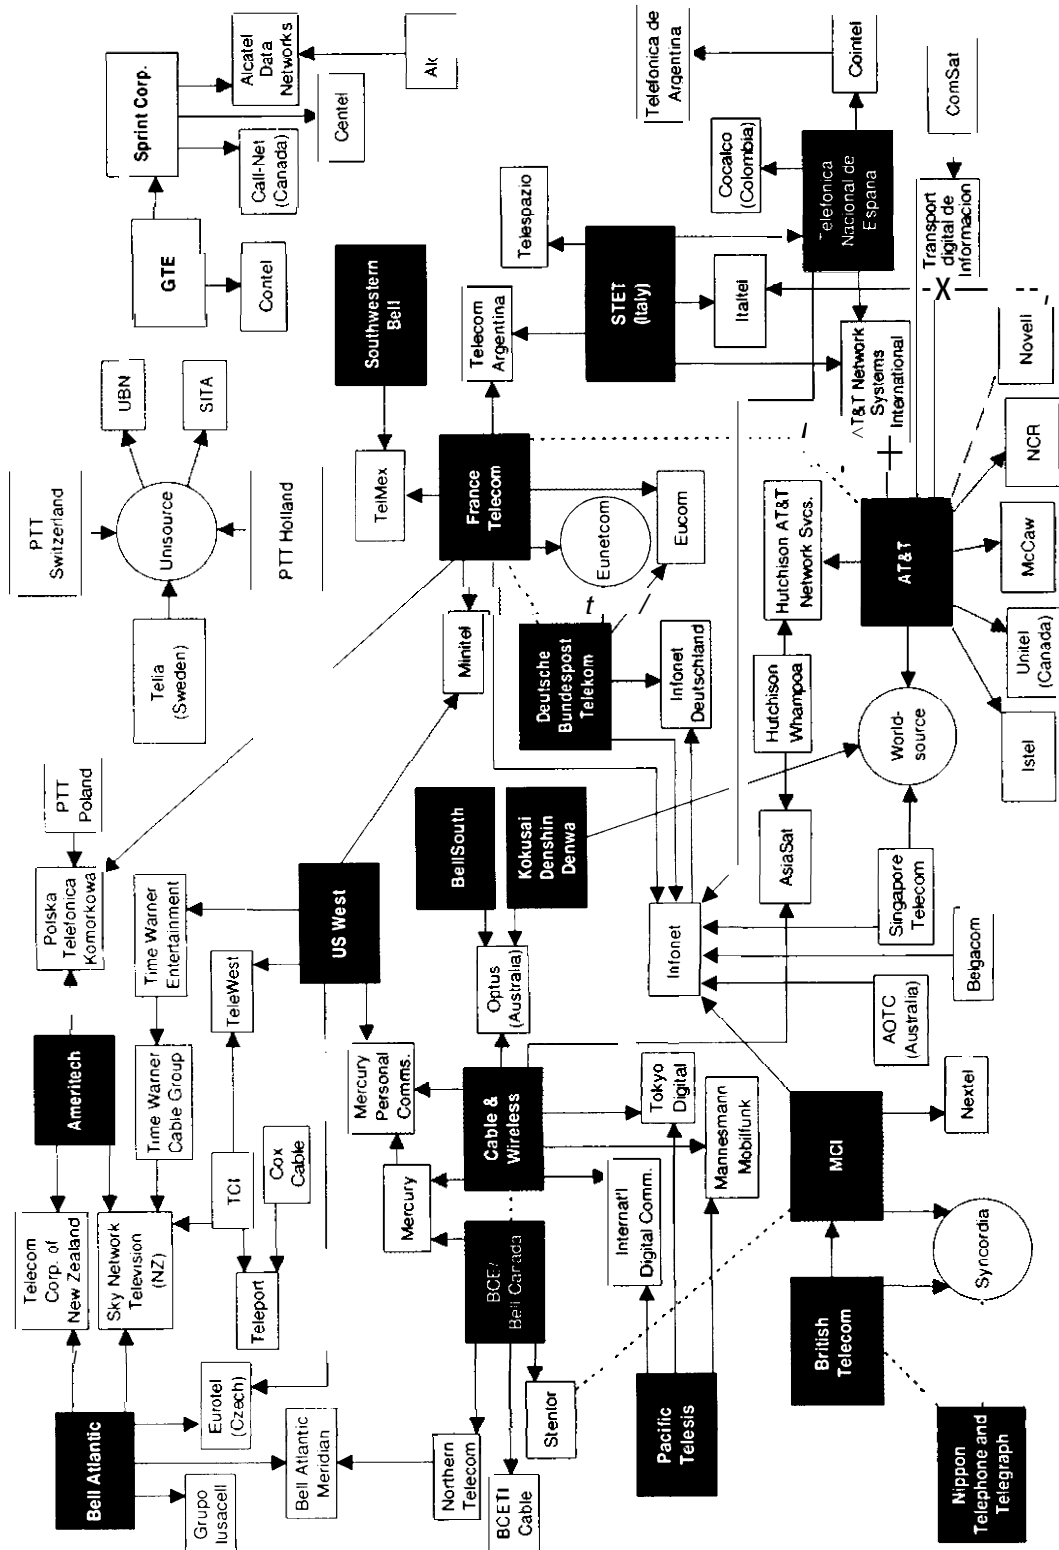 Bell Atlantic
Grupo
Iusacell
Eurotel
(Czech)
Bell Atlantic
Meridian
Telecom
Corp. of
New Zealand
Sky Network
Television
(NZ)
Teleport
Ameritech
Time Warner
Cable Group
TCI
Cox
Cable
Polska
Telefonica
Komorkowa
Time Warner
Entertainment
TeleWest
PTT
Poland
US West
Telia
(Sweden)
PTT
Switzerland
Unisource
PTT Holland
UBN
SITA
GTE
Contel
Sprint Corp.
Call-Net
(Canada)
Centel
Alcatel
Data
Networks
Northern
Telecom
BCETI
Cable
Stentor
BCE/
Bell Canada
Mercury
Mercury
Personal
Comms.
Cable &
Wireless
Optus
(Australia)
BellSouth
Kokusai
Denshin
Denwa
Minitel
TelMex
Southwestern
Bell
France
Telecom
Telecom
Argentina
Deutsche
Bundespost
Telekom
Eunetcom
t
Eucom
Infonet
Deutschland
Telespazio
STET
(Italy)
Italtel
Cocalco
(Colombia)
Telefonica de
Argentina
Telefonica
Nacional de
Espana
Cointel
ComSat
Transport
digital de
Informacion
X
AT&T Network
Systems
International
Pacific
Telesis
Internat'l
Digital Comm.
Tokyo
Digital
Mannesmann
Mobilfunk
Infonet
AsiaSat
Hutchison
Whampoa
Hutchison AT&T
Network Svcs.
Nippon
Telephone and
Telegraph
British
Telecom
MCI
Syncordia
Nextel
AOTC
(Australia)
Belgacom
Singapore
Telecom
World-
source
AT&T
Istel
Unitel
(Canada)
McCaw
NCR
Novell